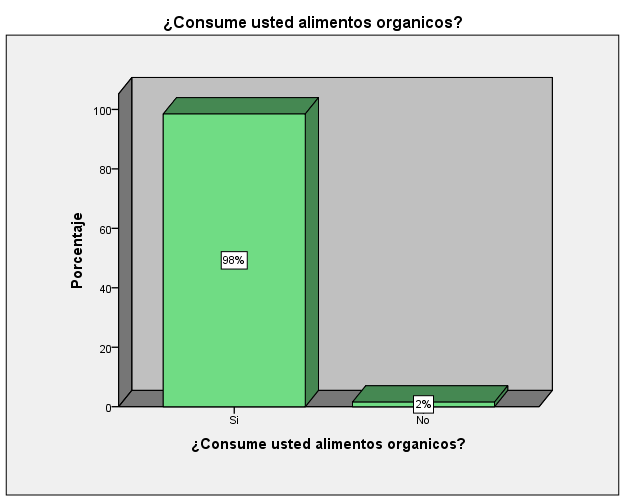 ¿Consume usted alimentos organicos?
Porcentaje
100
80
60
40
20
0
98%
2%
Si
No
¿Consume usted alimentos organicos?